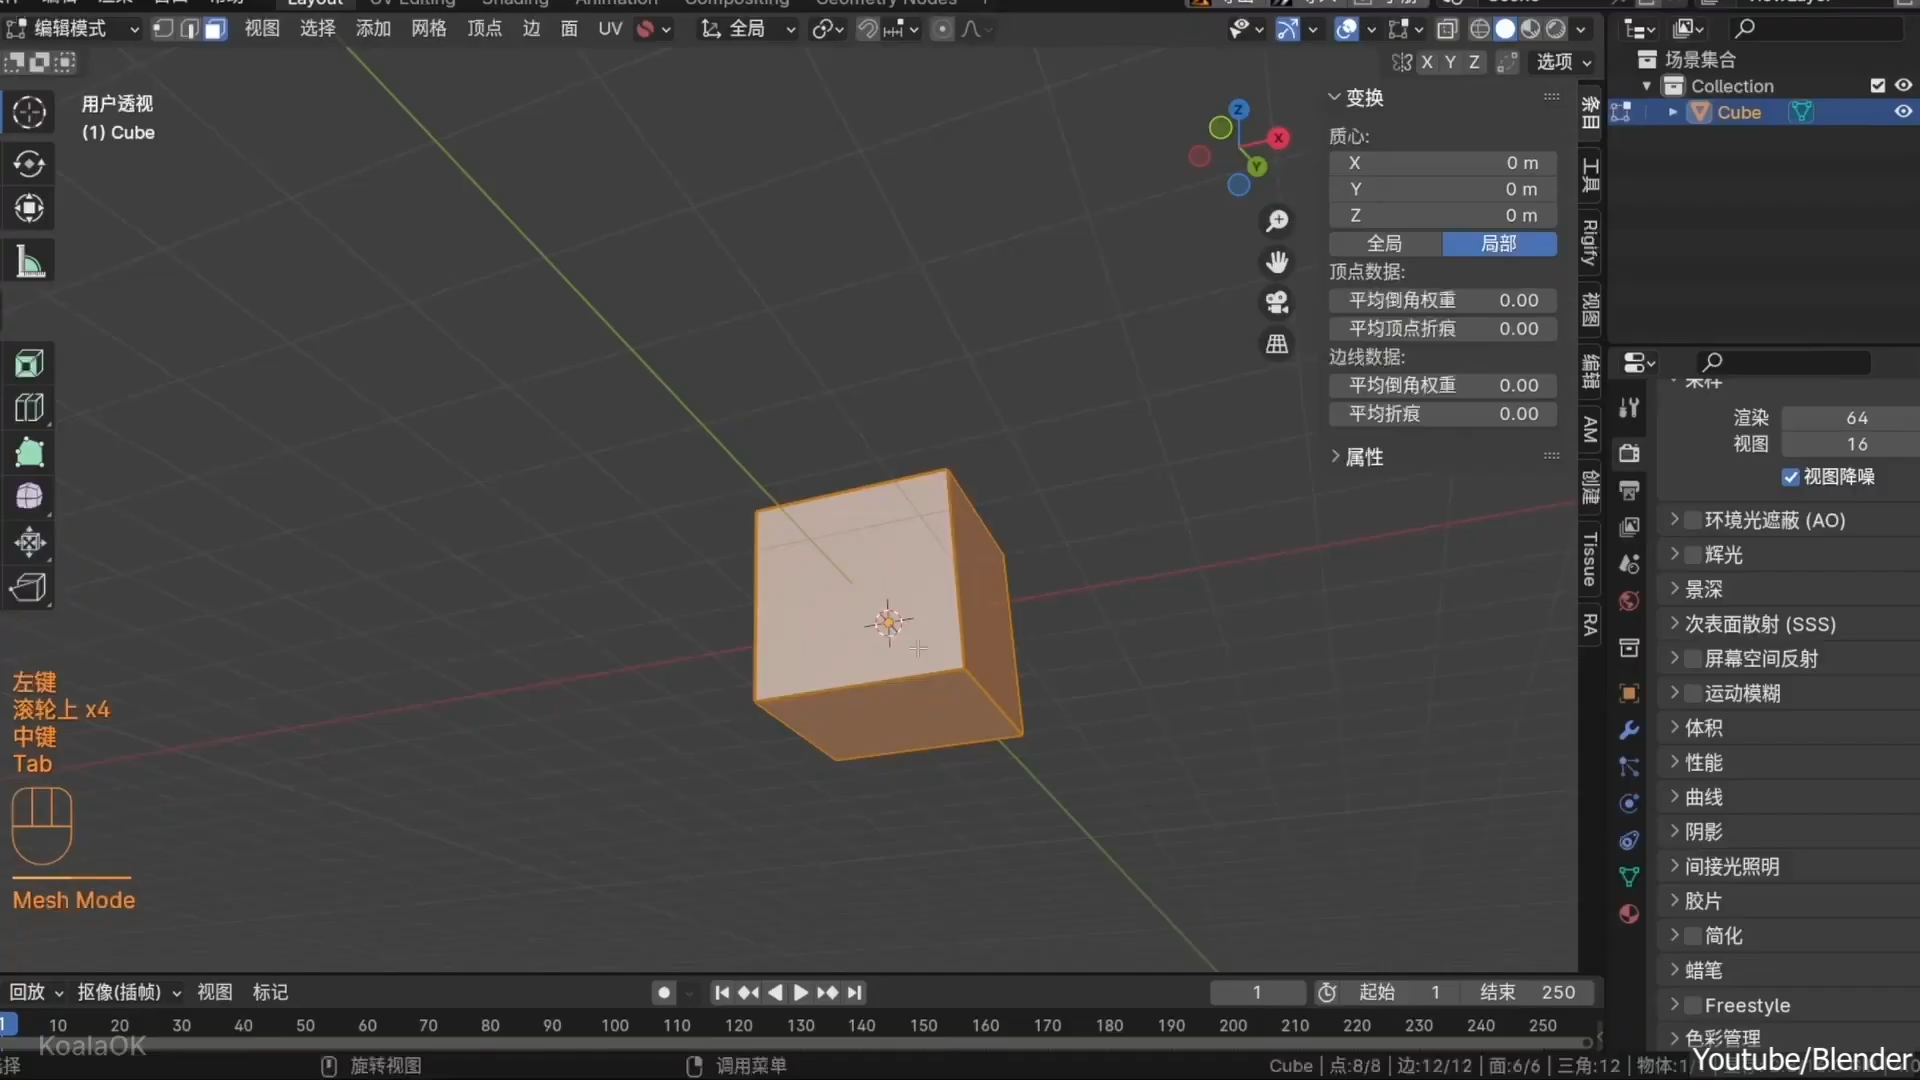 Layout
UV Editing
Shading
Animation
Compositing
Geometry Nodes
编辑模式
视图
选择
添加
网格
顶点
边
面
UV
全局
X Y Z
选项
用户透视
(1) Cube
Z
X
Y
变换
质心:
X 0 m
Y 0 m
Z 0 m
全局
局部
顶点数据:
平均倒角权重 0.00
平均顶点折痕 0.00
边线数据:
平均倒角权重 0.00
平均折痕 0.00
属性
条目
工具
Rigify
视图
编辑
AM
创建
Tissue
RA
场景集合
Collection
Cube
采样
渲染 64
视图 16
视图降噪
环境光遮蔽 (AO)
辉光
景深
次表面散射 (SSS)
屏幕空间反射
运动模糊
体积
性能
曲线
阴影
间接光照明
胶片
简化
蜡笔
Freestyle
色彩管理
左键
滚轮上 x4
中键
Tab
Mesh Mode
回放
抠像(插帧)
视图
标记
1
起始 1
结束 250
1 10 20 30 40 50 60 70 80 90 100 110 120 130 140 150 160 170 180 190 200 210 220 230 240 250
KoalaOK
选择
旋转视图
调用菜单
Cube | 点:8/8 | 边:12/12 | 面:6/6 | 三角:12 | 物体:1/
Youtube/Blender